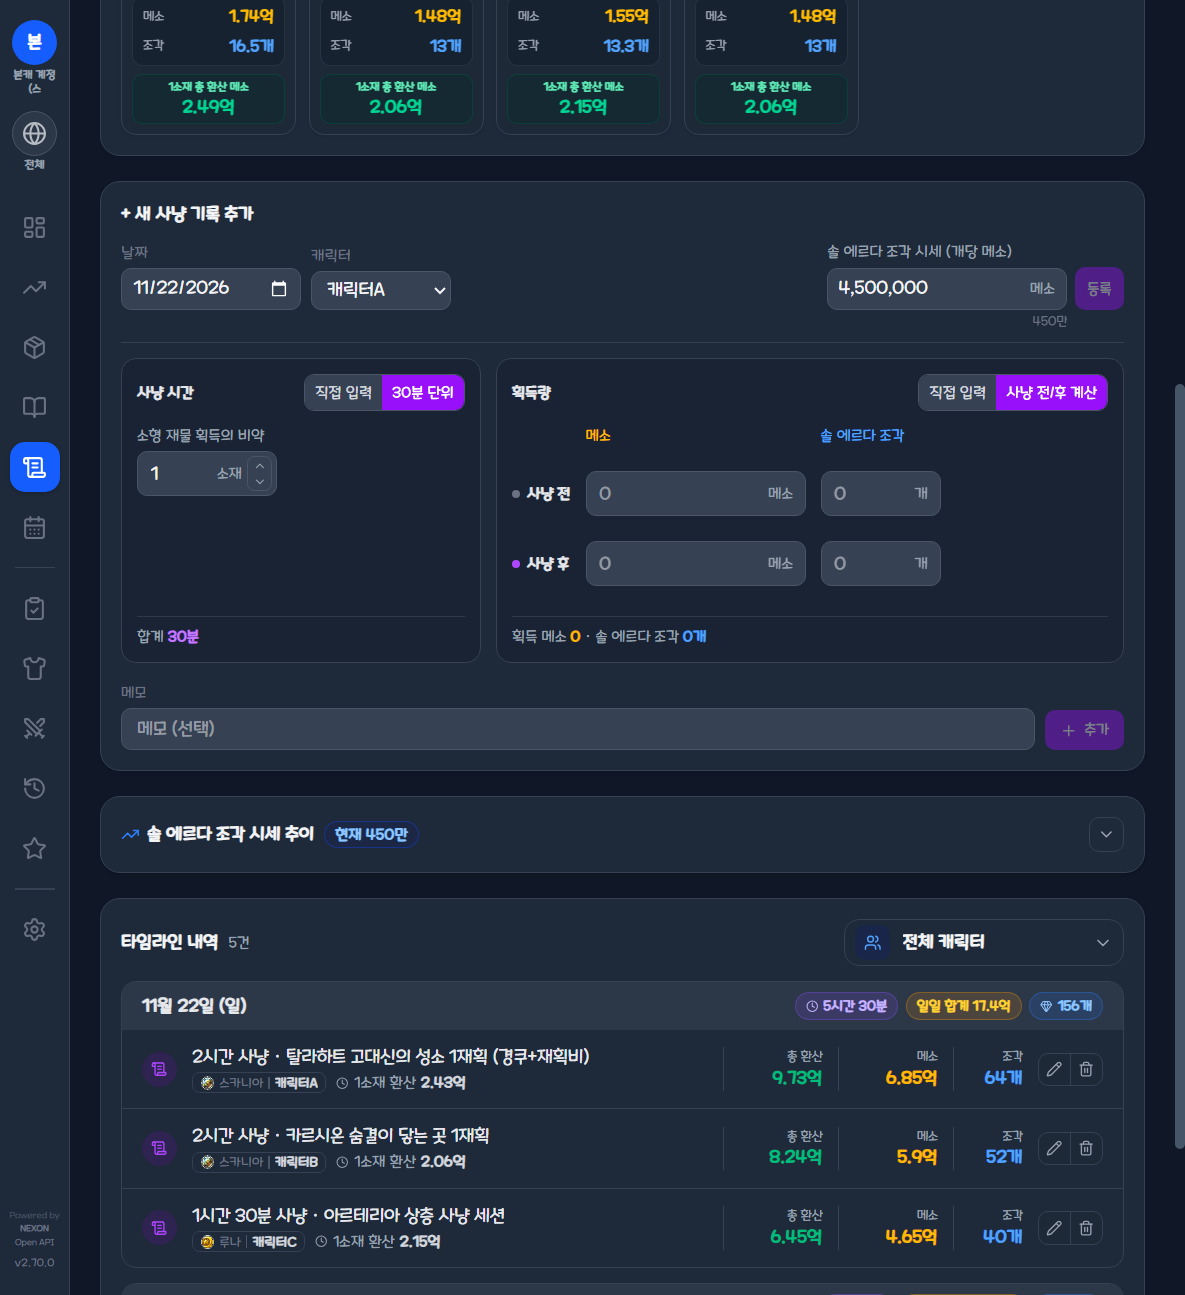 본
본캐 계정
(스
전체
Powered by
NEXON
Open API
v2.70.0
메소 1.74억
조각 16.5개
1소재 총 환산 메소
2.49억
메소 1.48억
조각 13개
1소재 총 환산 메소
2.06억
메소 1.55억
조각 13.3개
1소재 총 환산 메소
2.15억
메소 1.48억
조각 13개
1소재 총 환산 메소
2.06억
+ 새 사냥 기록 추가
날짜
11/22/2026
캐릭터
캐릭터A
솔 에르다 조각 시세 (개당 메소)
4,500,000 메소
등록
450만
사냥 시간
직접 입력 30분 단위
소형 재물 획득의 비약
1 소재
합계 30분
획득량
직접 입력 사냥 전/후 계산
메소 솔 에르다 조각
사냥 전 0 메소 0 개
사냥 후 0 메소 0 개
획득 메소 0 · 솔 에르다 조각 0개
메모
메모 (선택)
+ 추가
솔 에르다 조각 시세 추이 현재 450만
타임라인 내역 5건
전체 캐릭터
11월 22일 (일) 5시간 30분 일일 합계 17.4억 156개
2시간 사냥 · 탈라하트 고대신의 성소 1재획 (경쿠+재획비)
스카니아 | 캐릭터A 1소재 환산 2.43억
총 환산 메소 조각
9.73억 6.85억 64개
2시간 사냥 · 카르시온 숨결이 닿는 곳 1재획
스카니아 | 캐릭터B 1소재 환산 2.06억
총 환산 메소 조각
8.24억 5.9억 52개
1시간 30분 사냥 · 아르테리아 상층 사냥 세션
루나 | 캐릭터C 1소재 환산 2.15억
총 환산 메소 조각
6.45억 4.65억 40개